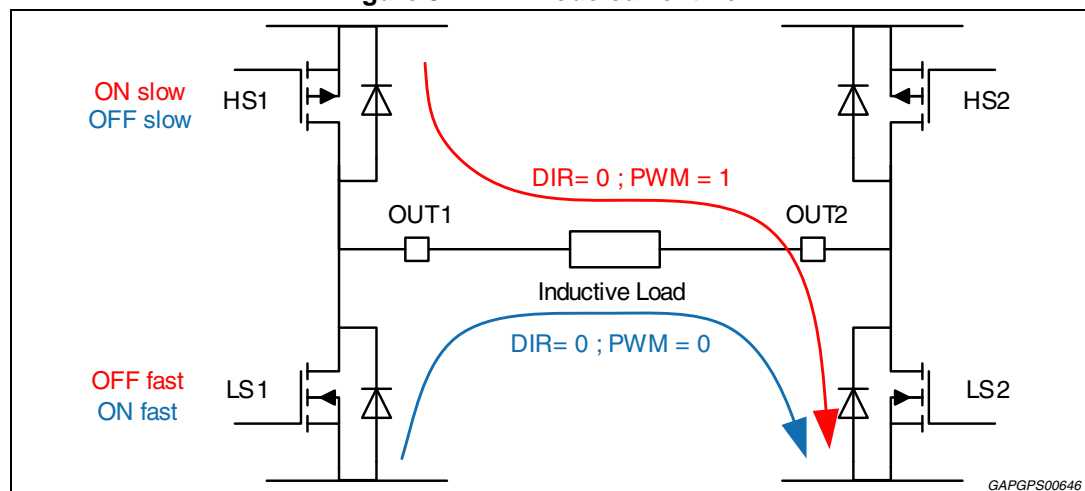 ON slow
OFF slow
HS1
HS2
DIR= 0 ; PWM = 1
OUT1
OUT2
Inductive Load
DIR= 0 ; PWM = 0
OFF fast
ON fast
LS1
LS2
GAPGPS00646